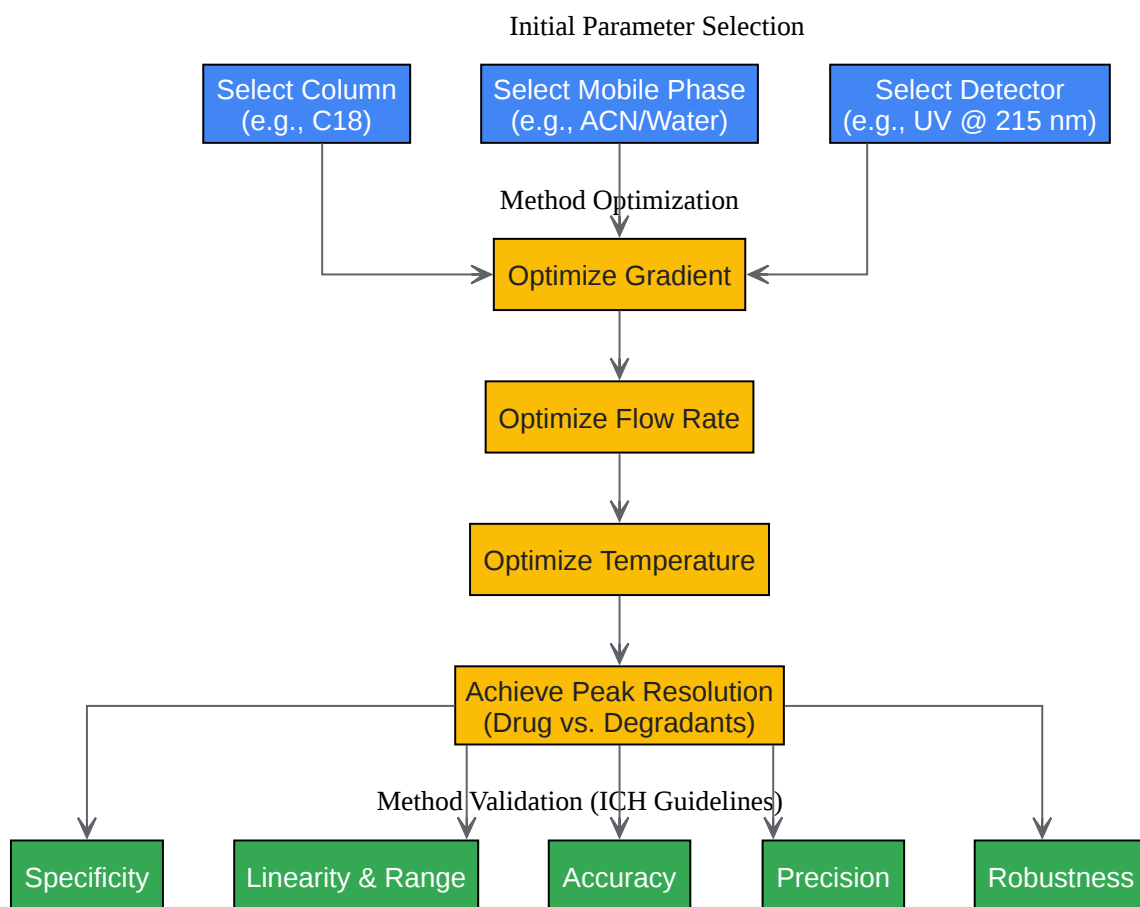 Initial Parameter Selection
Select Column
(e.g., C18)
Select Mobile Phase
(e.g., ACN/Water)
Select Detector
(e.g., UV @ 215 nm)
Method Optimization
Optimize Gradient
Optimize Flow Rate
Optimize Temperature
Achieve Peak Resolution
(Drug vs. Degradants)
Method Validation (ICH Guidelines)
Specificity
Linearity & Range
Accuracy
Precision
Robustness